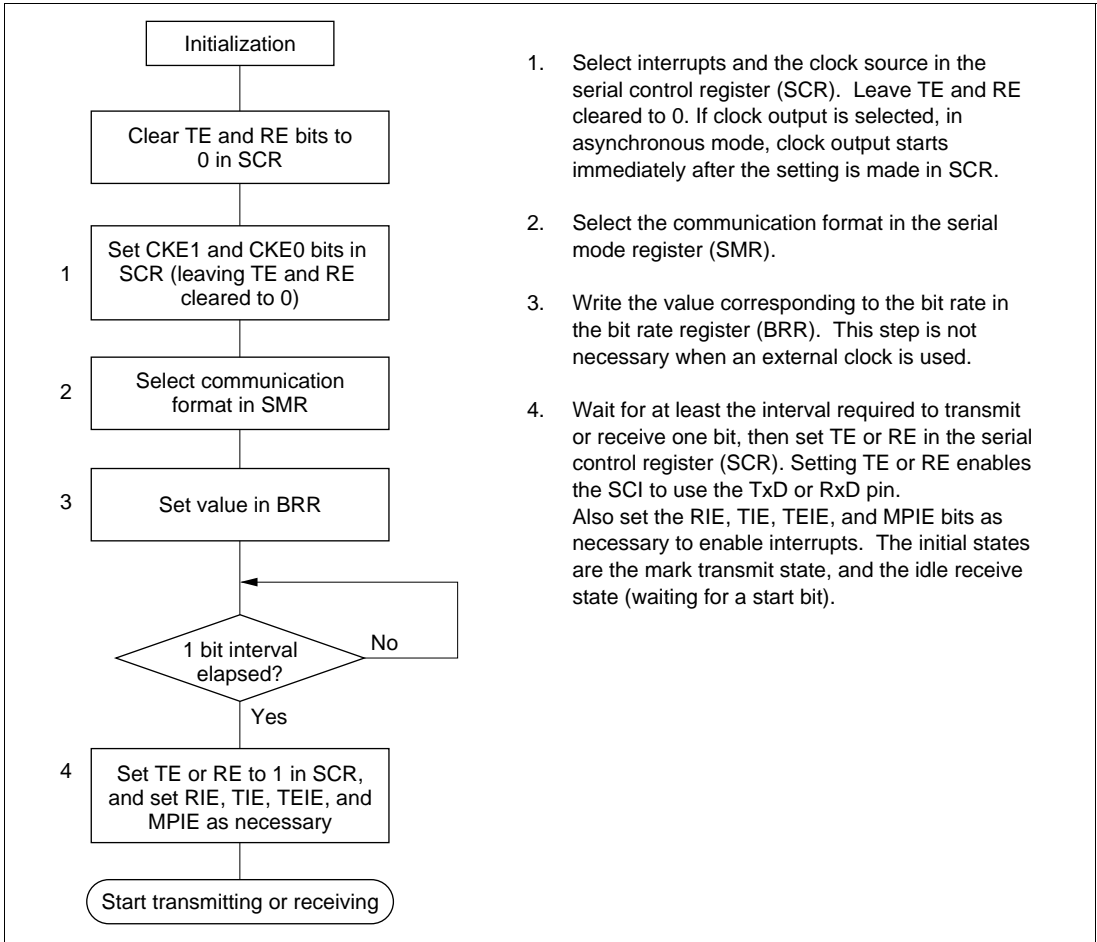 Initialization
Clear TE and RE bits to
0 in SCR
1
Set CKE1 and CKE0 bits in
SCR (leaving TE and RE
cleared to 0)
2
Select communication
format in SMR
3
Set value in BRR
1 bit interval
elapsed?
No
Yes
4
Set TE or RE to 1 in SCR,
and set RIE, TIE, TEIE, and
MPIE as necessary
Start transmitting or receiving
1. Select interrupts and the clock source in the
serial control register (SCR). Leave TE and RE
cleared to 0. If clock output is selected, in
asynchronous mode, clock output starts
immediately after the setting is made in SCR.
2. Select the communication format in the serial
mode register (SMR).
3. Write the value corresponding to the bit rate in
the bit rate register (BRR). This step is not
necessary when an external clock is used.
4. Wait for at least the interval required to transmit
or receive one bit, then set TE or RE in the serial
control register (SCR). Setting TE or RE enables
the SCI to use the TxD or RxD pin.
Also set the RIE, TIE, TEIE, and MPIE bits as
necessary to enable interrupts. The initial states
are the mark transmit state, and the idle receive
state (waiting for a start bit).